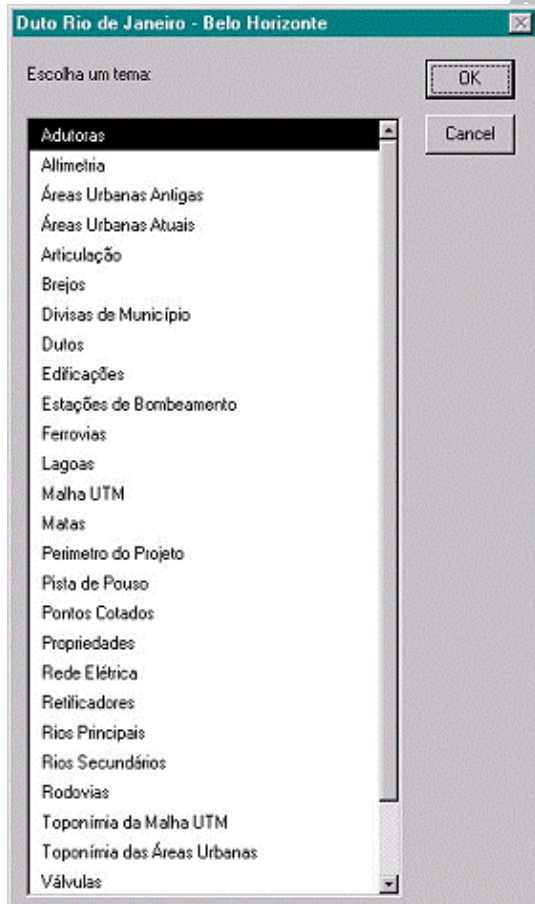 Duto Rio de Janeiro - Belo Horizonte
Escolha um tema:
OK
Cancel
Adutoras
Altimetria
Áreas Urbanas Antigas
Áreas Urbanas Atuais
Articulação
Brejos
Divisas de Município
Dutos
Edificações
Estações de Bombeamento
Ferrovias
Lagoas
Malha UTM
Matas
Perimetro do Projeto
Pista de Pouso
Pontos Cotados
Propriedades
Rede Elétrica
Retificadores
Rios Principais
Rios Secundários
Rodovias
Toponímia da Malha UTM
Toponímia das Áreas Urbanas
Válvulas